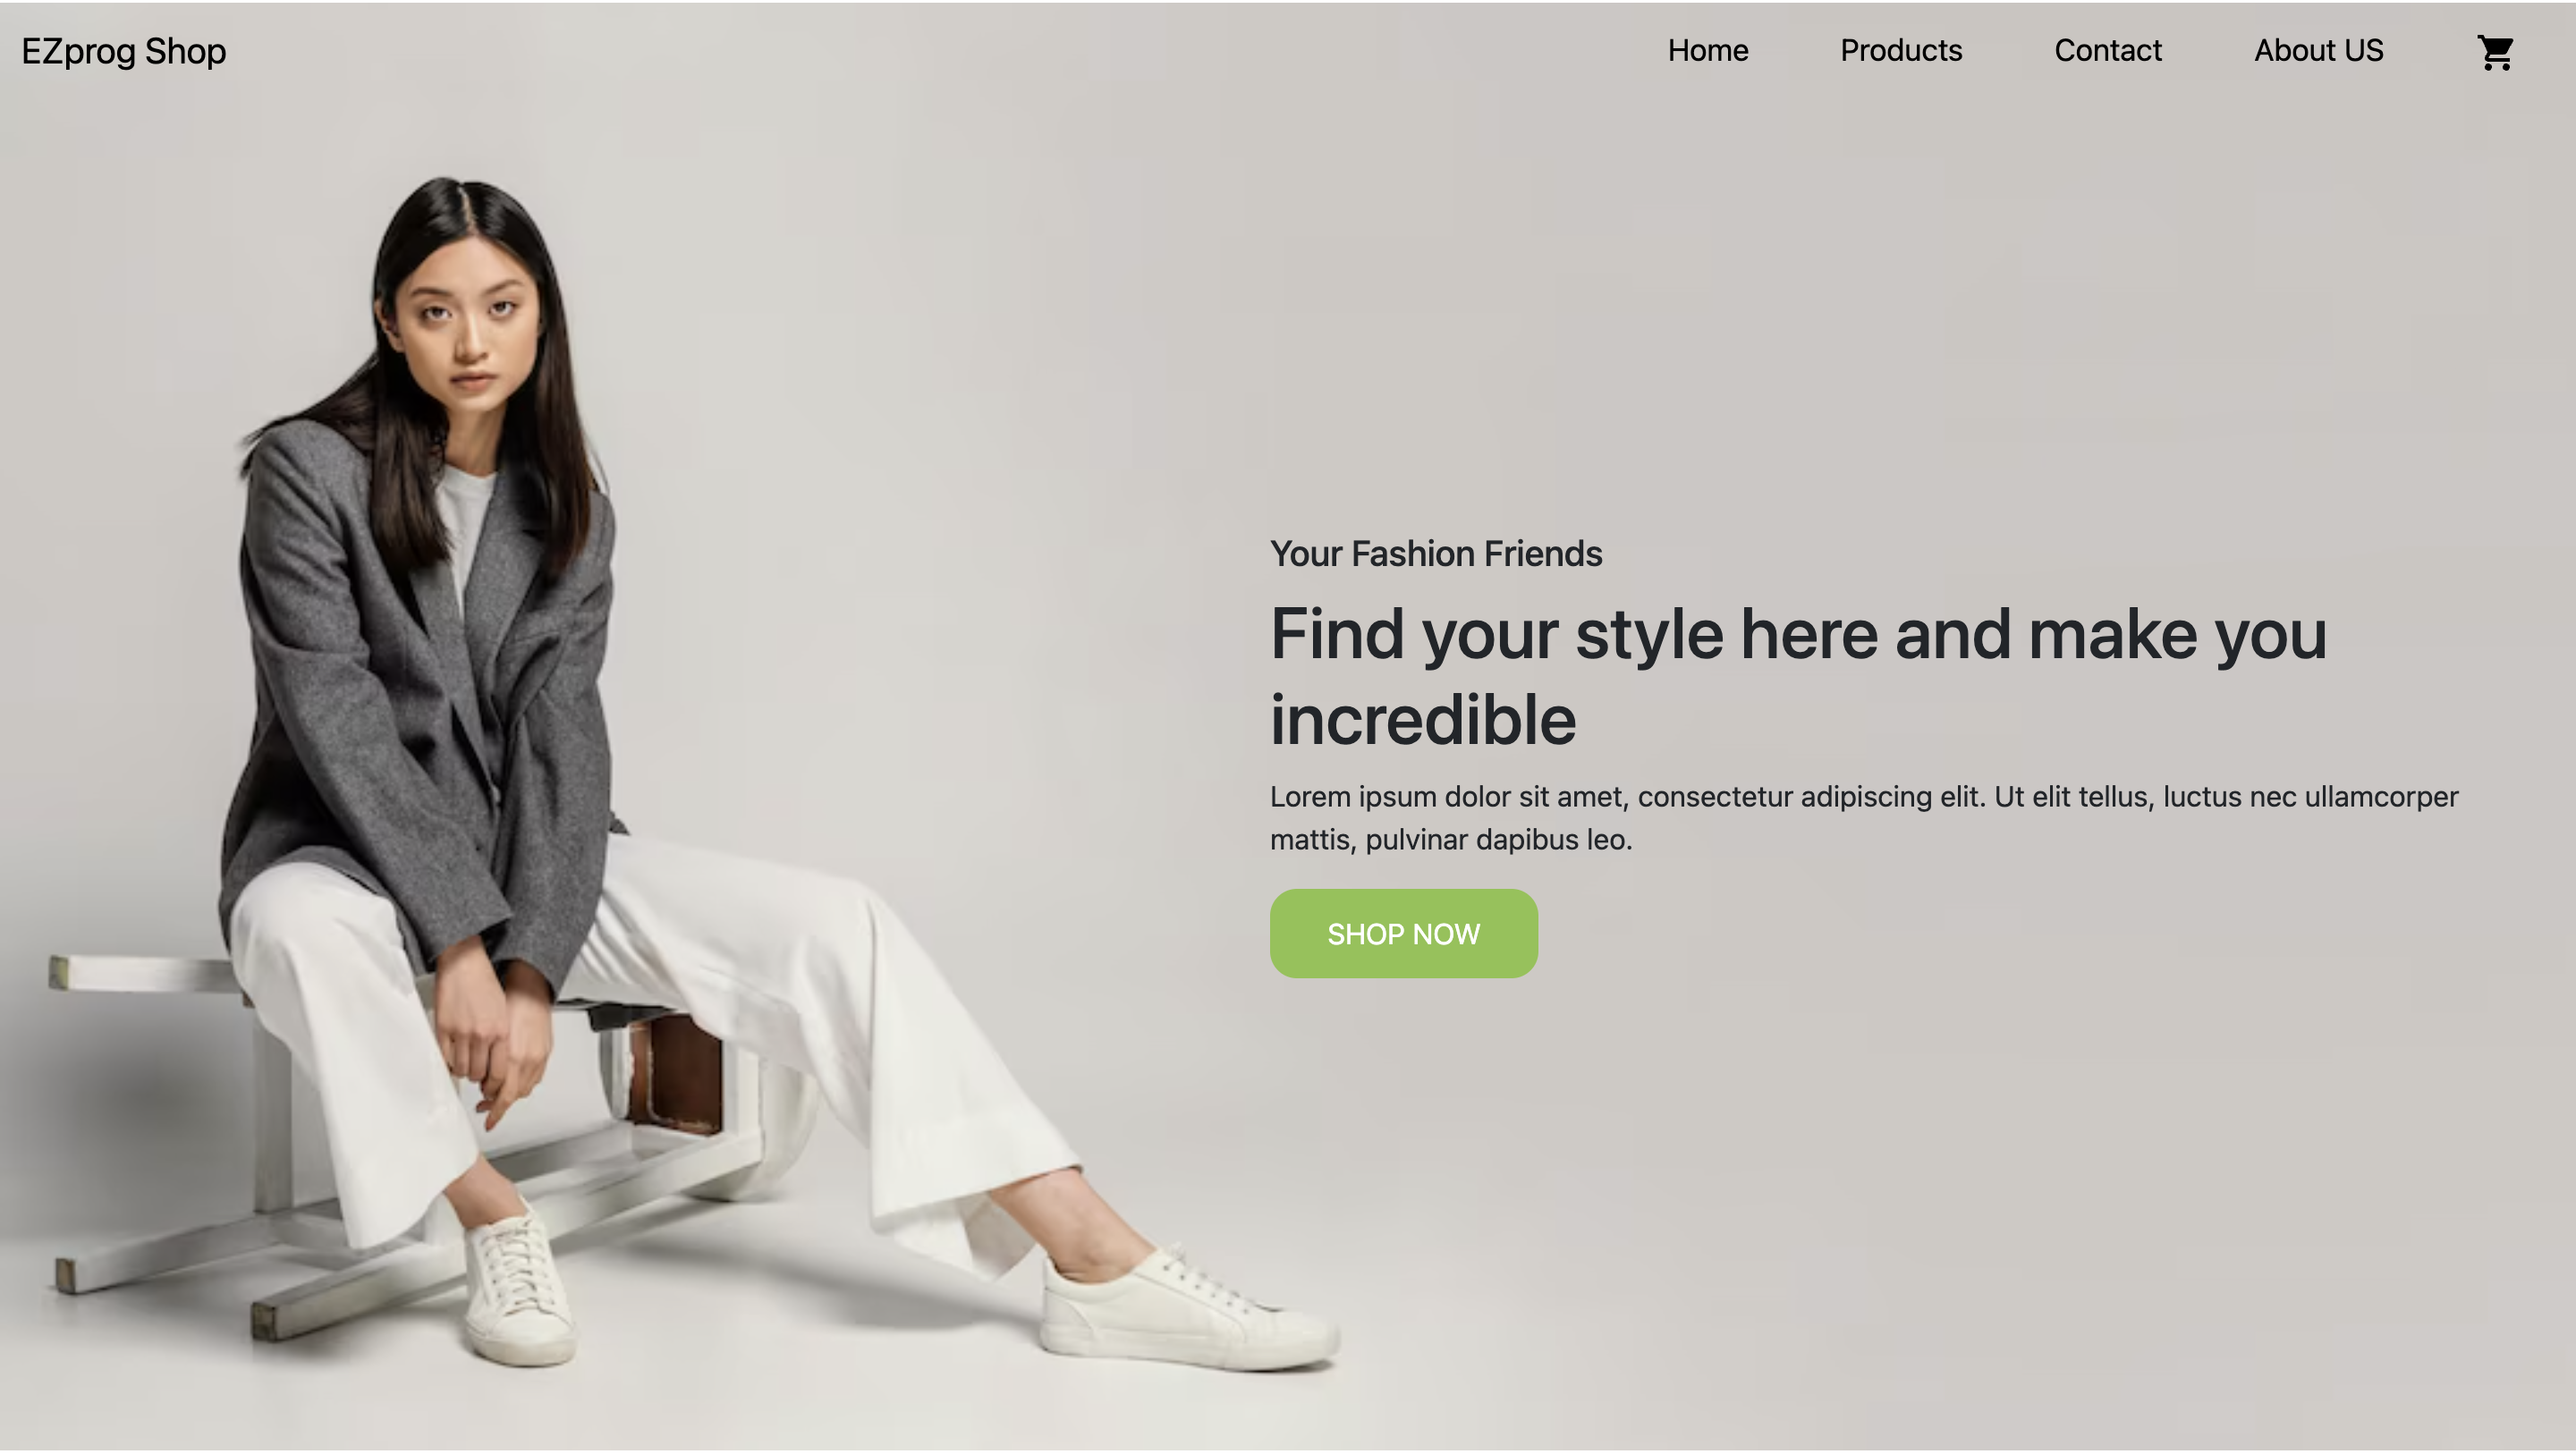 EZprog Shop
Home Products Contact About US
Your Fashion Friends
Find your style here and make you
incredible
Lorem ipsum dolor sit amet, consectetur adipiscing elit. Ut elit tellus, luctus nec ullamcorper
mattis, pulvinar dapibus leo.
SHOP NOW